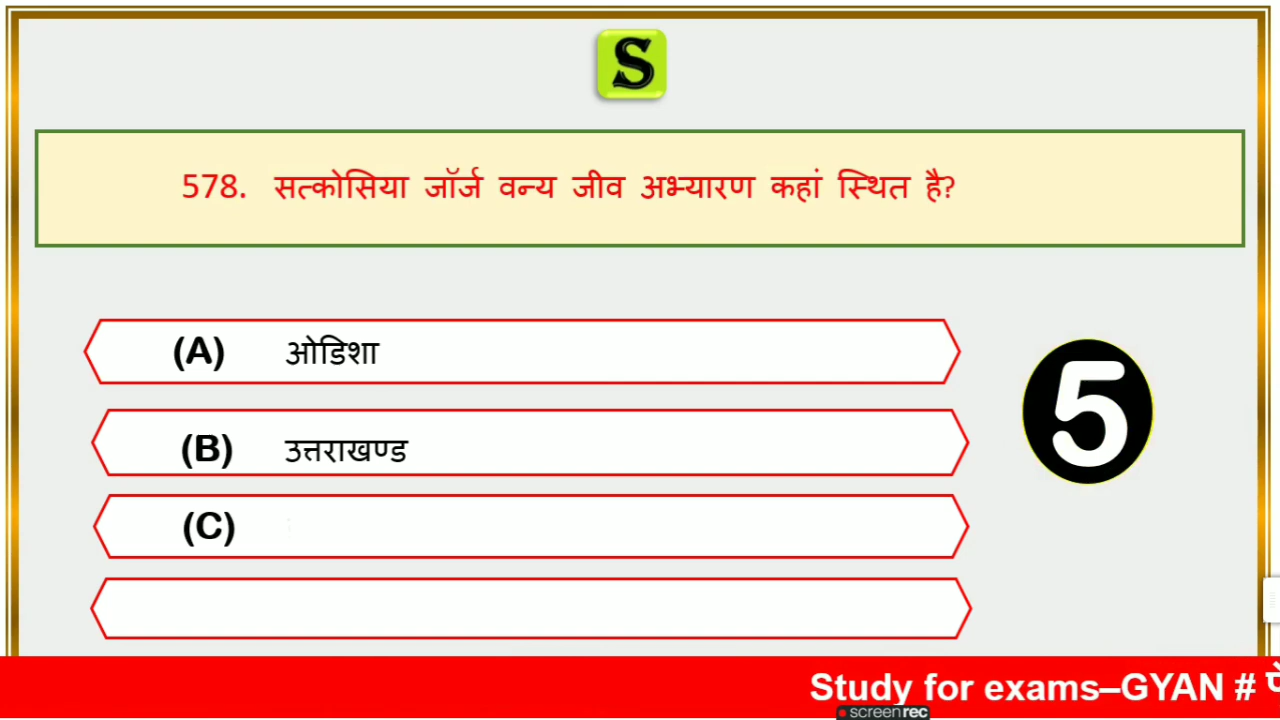 S
578. सत्कोसिया जॉर्ज वन्य जीव अभ्यारण कहां स्थित है?
(A) ओडिशा
(B) उत्तराखण्ड
5
(C)
Study for exams–GYAN #
screenrec